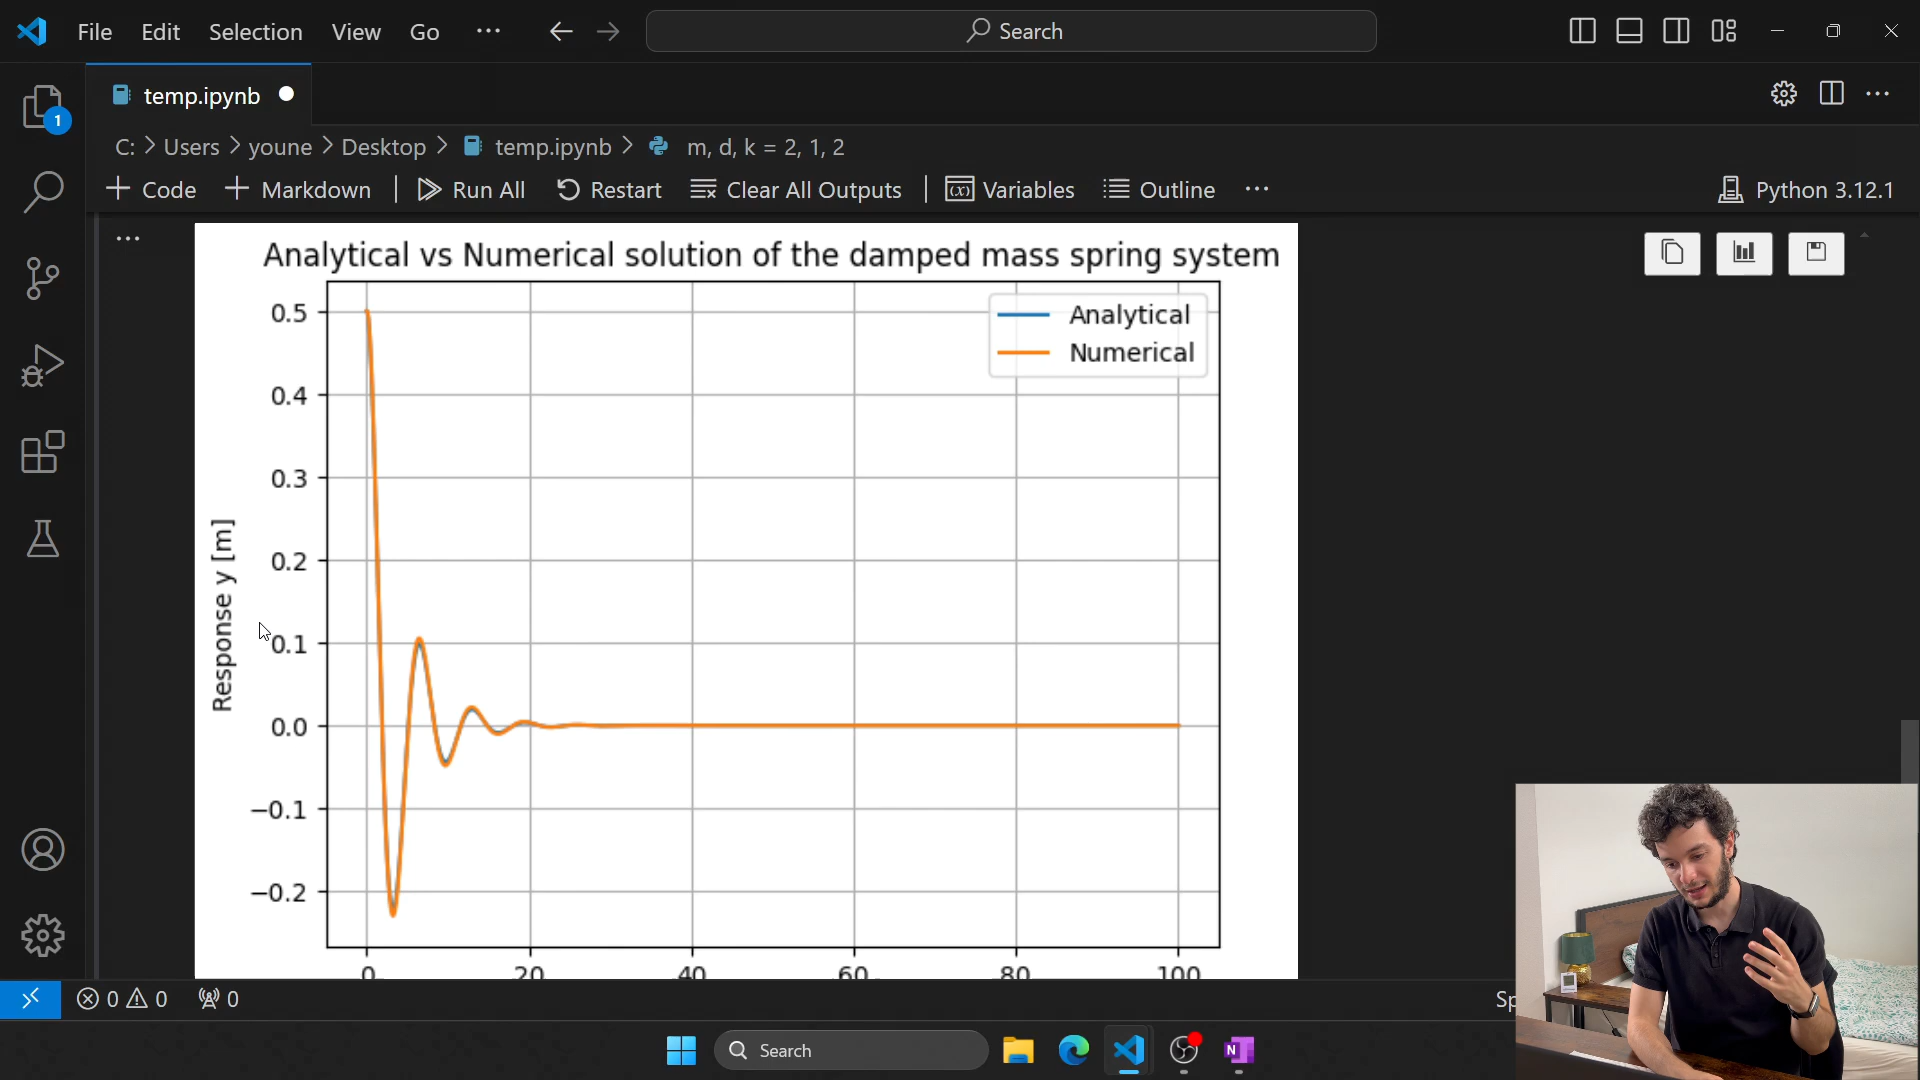 File Edit Selection View Go ··· Search
temp.ipynb
1
C: > Users > youne > Desktop > temp.ipynb > m, d, k = 2, 1, 2
+ Code + Markdown Run All Restart Clear All Outputs (x) Variables Outline ··· Python 3.12.1
Analytical vs Numerical solution of the damped mass spring system
Analytical
Numerical
0.5
0.4
0.3
0.2
0.1
0.0
−0.1
−0.2
Response y [m]
0 20 40 60 80 100
0 0 0
Sp
Search
N